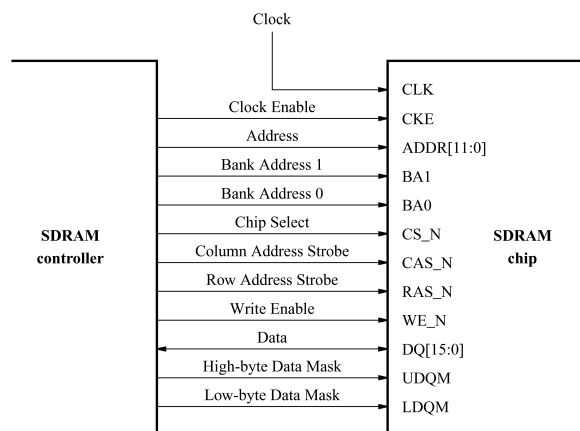 Clock
CLK
Clock Enable CKE
Address ADDR[11:0]
Bank Address 1 BA1
Bank Address 0 BA0
Chip Select CS_N
SDRAM controller
SDRAM chip
Column Address Strobe CAS_N
Row Address Strobe RAS_N
Write Enable WE_N
Data DQ[15:0]
High-byte Data Mask UDQM
Low-byte Data Mask LDQM